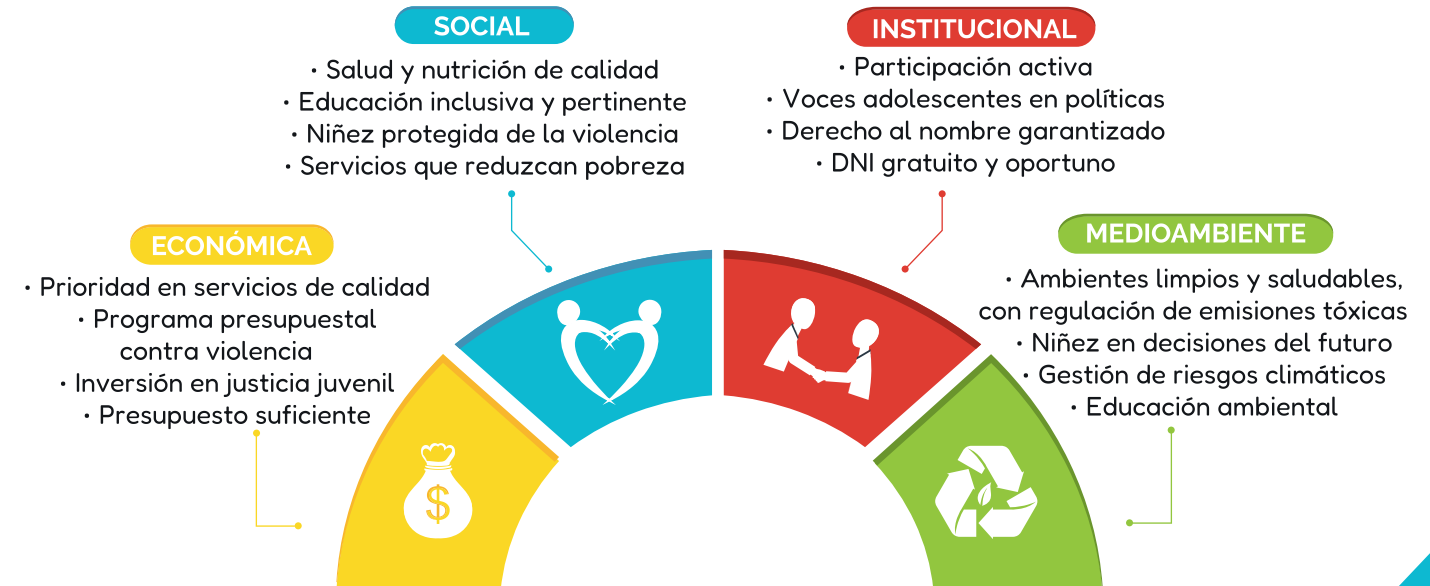 SOCIAL
• Salud y nutrición de calidad
• Educación inclusiva y pertinente
• Niñez protegida de la violencia
• Servicios que reduzcan pobreza
INSTITUCIONAL
• Participación activa
• Voces adolescentes en políticas
• Derecho al nombre garantizado
• DNI gratuito y oportuno
ECONÓMICA
• Prioridad en servicios de calidad
• Programa presupuestal
contra violencia
• Inversión en justicia juvenil
• Presupuesto suficiente
MEDIOAMBIENTE
• Ambientes limpios y saludables,
con regulación de emisiones tóxicas
• Niñez en decisiones del futuro
• Gestión de riesgos climáticos
• Educación ambiental
$